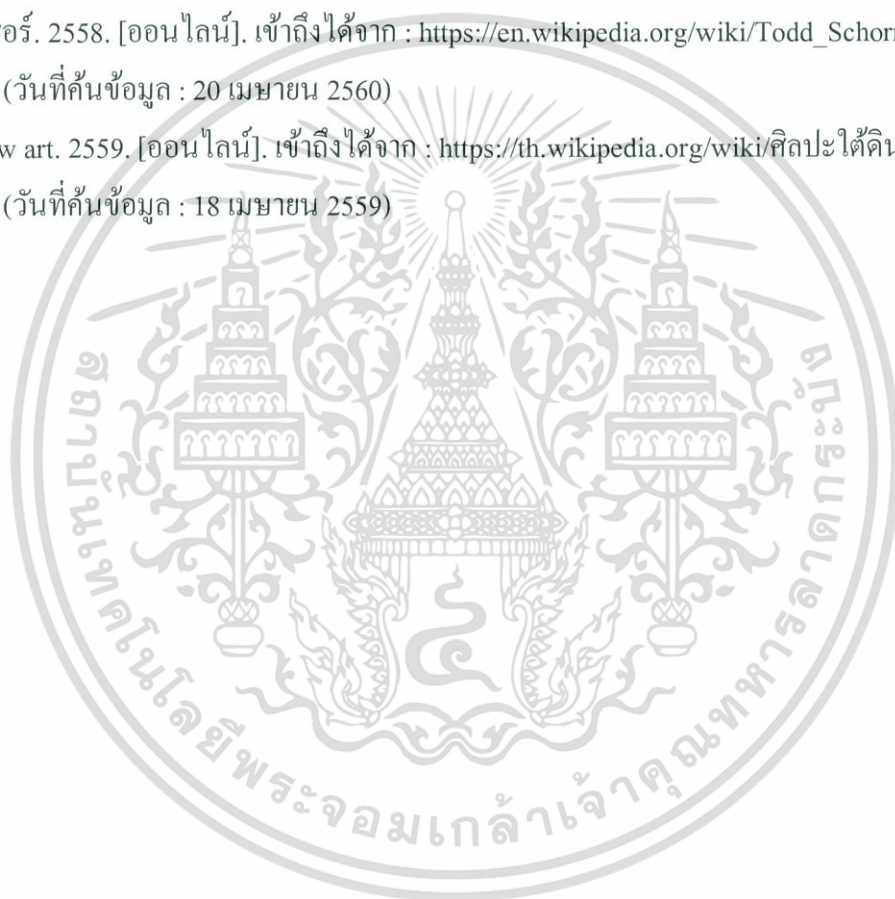 อร์. 2558. [ออนไลน์]. เข้าถึงได้จาก : https://en.wikipedia.org/wiki/Todd_Schor
(วันที่ค้นข้อมูล : 20 เมษายน 2560)
w art. 2559. [ออนไลน์]. เข้าถึงได้จาก : https://th.wikipedia.org/wiki/ศิลปะใต้ดิน
(วันที่ค้นข้อมูล : 18 เมษายน 2559)
สถาบันเทคโนโลยีพระจอมเกล้าเจ้าคุณทหารลาดกระบัง
๔